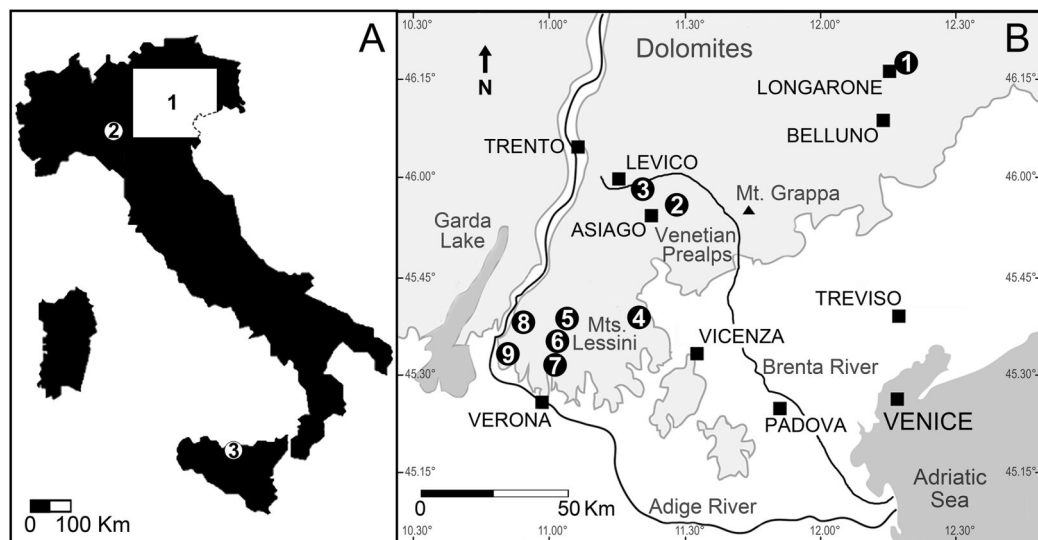 A
1
2
3
0 100 Km
B
10.30° 11.00° 11.30° 12.00° 12.30°
46.15°
46.00°
45.45°
45.30°
45.15°
N
Dolomites
1
LONGARONE
BELLUNO
TRENTO
LEVICO
3
2
Mt. Grappa
ASIAGO
Venetian
Prealps
Garda
Lake
TREVISO
8
5
4
Mts.
Lessini
6
9
7
VICENZA
Brenta River
VERONA
PADOVA
VENICE
Adriatic
Sea
0 50 Km
Adige River
46.15°
46.00°
45.45°
45.30°
45.15°
10.30° 11.00° 11.30° 12.00° 12.30°